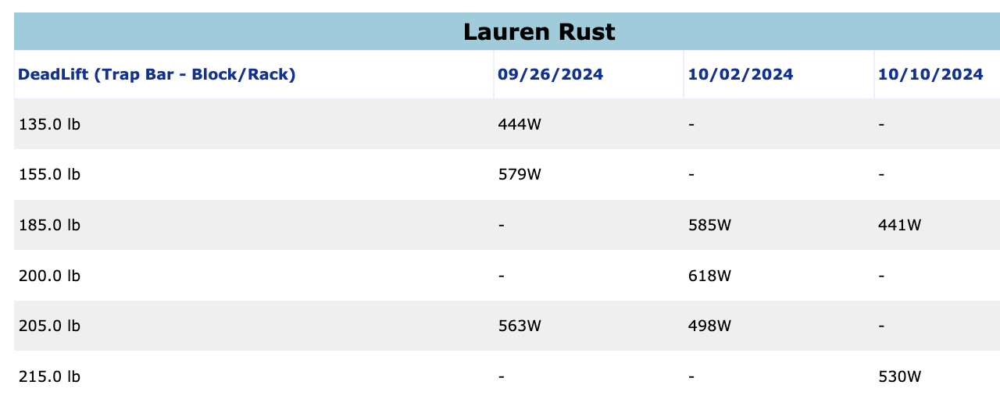 Lauren Rust
DeadLift (Trap Bar - Block/Rack) 09/26/2024 10/02/2024 10/10/2024
135.0 lb 444W - -
155.0 lb 579W - -
185.0 lb - 585W 441W
200.0 lb - 618W -
205.0 lb 563W 498W -
215.0 lb - - 530W